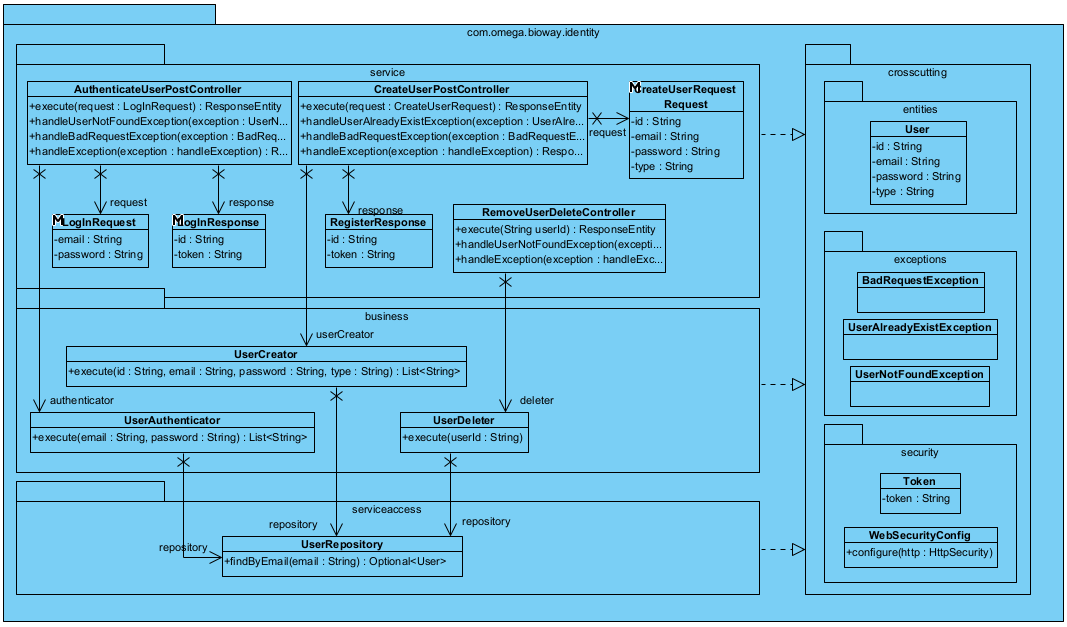 com.omega.bioway.identity
service
AuthenticateUserPostController
+execute(request : LogInRequest) : ResponseEntity
+handleUserNotFoundException(exception : UserN...
+handleBadRequestException(exception : BadReq...
+handleException(exception : handleException) : R...
CreateUserPostController
+execute(request : CreateUserRequest) : ResponseEntity
+handleUserAlreadyExistException(exception : UserAlre...
+handleBadRequestException(exception : BadRequestE...
+handleException(exception : handleException) : Respo...
request
CreateUserRequest
Request
-id : String
-email : String
-password : String
-type : String
request
LogInRequest
-email : String
-password : String
response
LogInResponse
-id : String
-token : String
response
RegisterResponse
-id : String
-token : String
RemoveUserDeleteController
+execute(String userId) : ResponseEntity
+handleUserNotFoundException(excepti...
+handleException(exception : handleExc...
business
userCreator
UserCreator
+execute(id : String, email : String, password : String, type : String) : List<String>
authenticator
UserAuthenticator
+execute(email : String, password : String) : List<String>
deleter
UserDeleter
+execute(userId : String)
serviceaccess
repository
repository
repository
UserRepository
+findByEmail(email : String) : Optional<User>
crosscutting
entities
User
-id : String
-email : String
-password : String
-type : String
exceptions
BadRequestException
UserAlreadyExistException
UserNotFoundException
security
Token
-token : String
WebSecurityConfig
+configure(http : HttpSecurity)